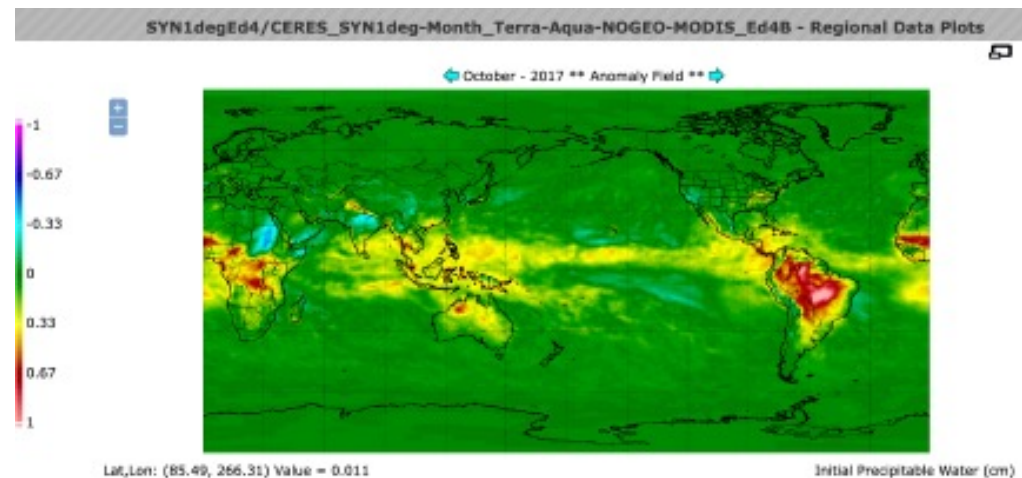 SYN1degEd4/CERES_SYN1deg-Month_Terra-Aqua-NOGEO-MODIS_Ed4B - Regional Data Plots
October - 2017 ** Anomaly Field **
+
-
-1
-0.67
-0.33
0
0.33
0.67
1
Lat,Lon: (85.49, 266.31) Value = 0.011
Initial Precipitable Water (cm)